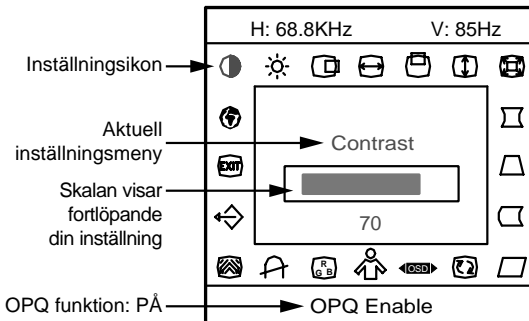 H: 68.8KHz V: 85Hz
Inställningsikon
Aktuell
inställningsmeny
Contrast
EXIT
Skalan visar
fortlöpande
din inställning
70
R
G B
OSD
OPQ funktion: PÅ
OPQ Enable